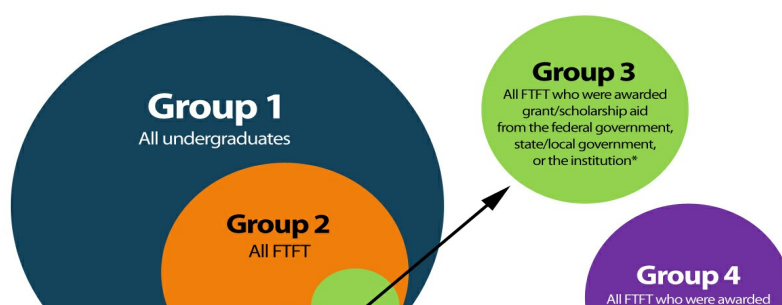 Group 1
All undergraduates
Group 2
All FTFT
Group 3
All FTFT who were awarded
grant/scholarship aid
from the federal government,
state/local government,
or the institution*
Group 4
All FTFT who were awarded